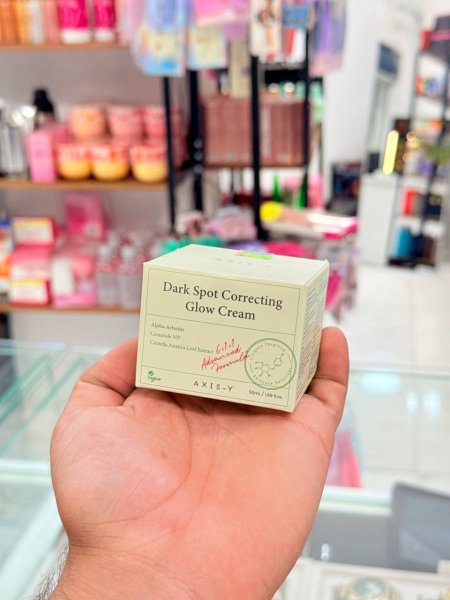 AXIS-Y
Dark Spot Correcting
Glow Cream
Alpha-Arbutin
Ceramide NP
Centella Asiatica Leaf Extract
6+1+1
Advanced
Formula
Vegan
AXIS-Y
50ml / 1.69 fl.oz.